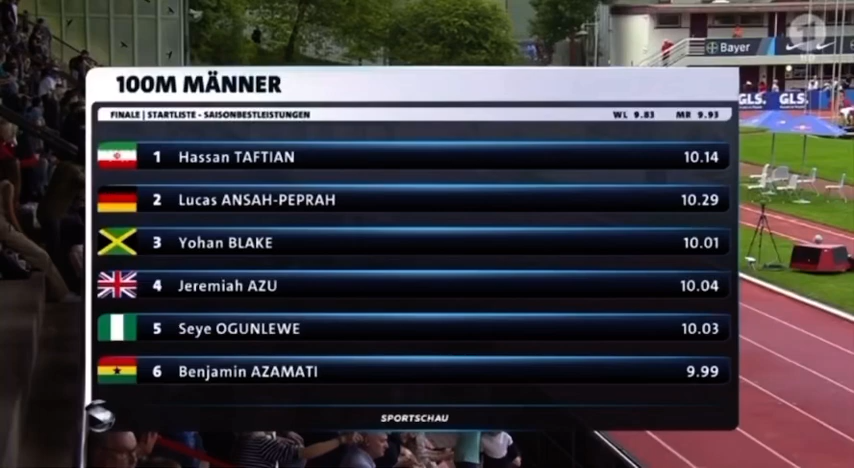 Bayer
GLS. GLS.
100M MÄNNER
FINALE | STARTLISTE - SAISONBESTLEISTUNGEN WL 9.83 MR 9.93
1 Hassan TAFTIAN 10.14
2 Lucas ANSAH-PEPRAH 10.29
3 Yohan BLAKE 10.01
4 Jeremiah AZU 10.04
5 Seye OGUNLEWE 10.03
6 Benjamin AZAMATI 9.99
SPORTSCHAU